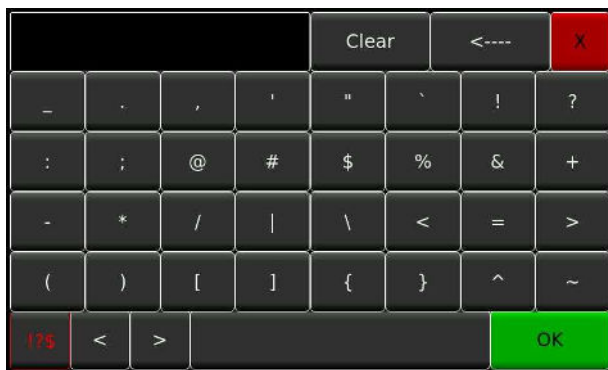 Clear <---- X
_ . , ' " ` ! ?
: ; @ # $ % & +
- * / | \ < = >
( ) [ ] { } ^ ~
!?$ < > OK